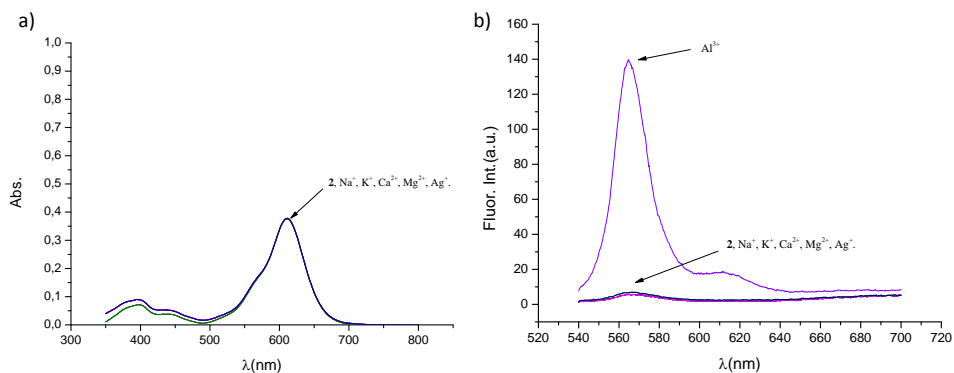 a)
1,0
0,9
0,8
0,7
0,6
0,5
0,4
0,3
0,2
0,1
0,0
Abs.
2, Na⁺, K⁺, Ca²⁺, Mg²⁺, Ag⁺.
300 400 500 600 700 800
λ(nm)
b)
160
140
120
100
80
60
40
20
0
Fluor. Int.(a.u.)
Al³⁺
2, Na⁺, K⁺, Ca²⁺, Mg²⁺, Ag⁺.
520 540 560 580 600 620 640 660 680 700 720
λ(nm)